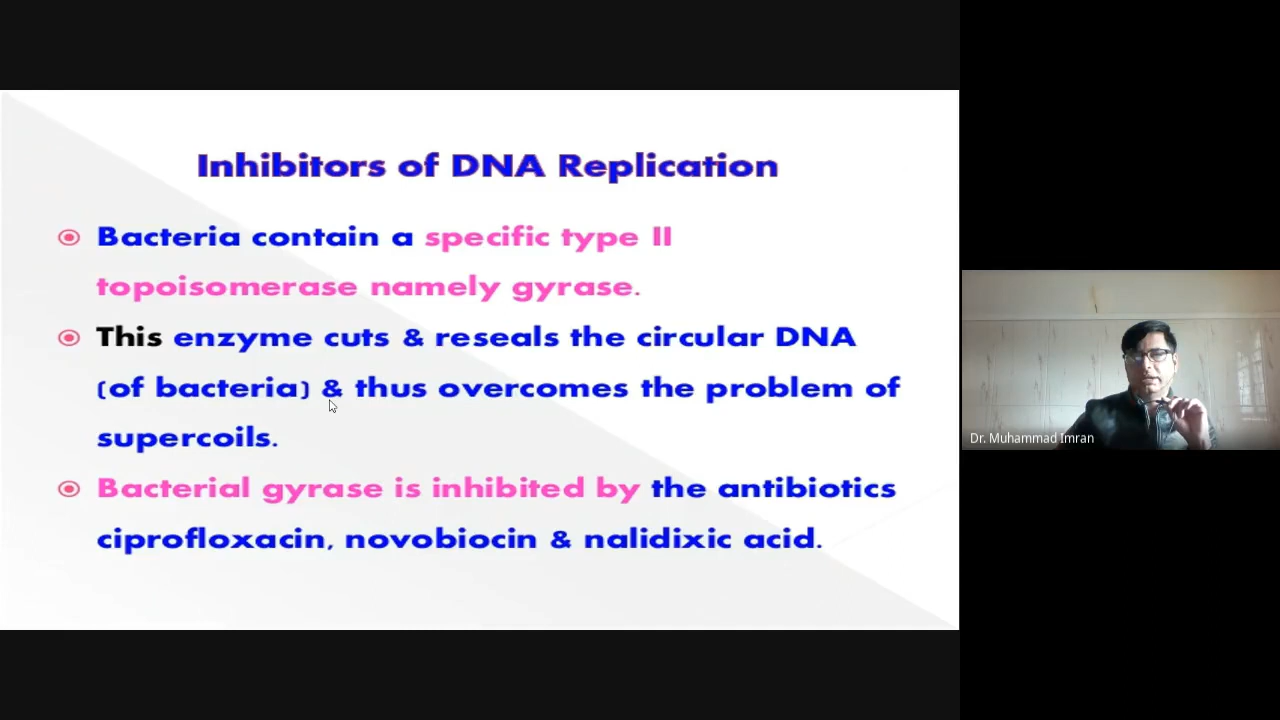 Inhibitors of DNA Replication
Bacteria contain a specific type II
topoisomerase namely gyrase.
This enzyme cuts & reseals the circular DNA
(of bacteria) & thus overcomes the problem of
supercoils.
Bacterial gyrase is inhibited by the antibiotics
ciprofloxacin, novobiocin & nalidixic acid.
Dr. Muhammad Imran